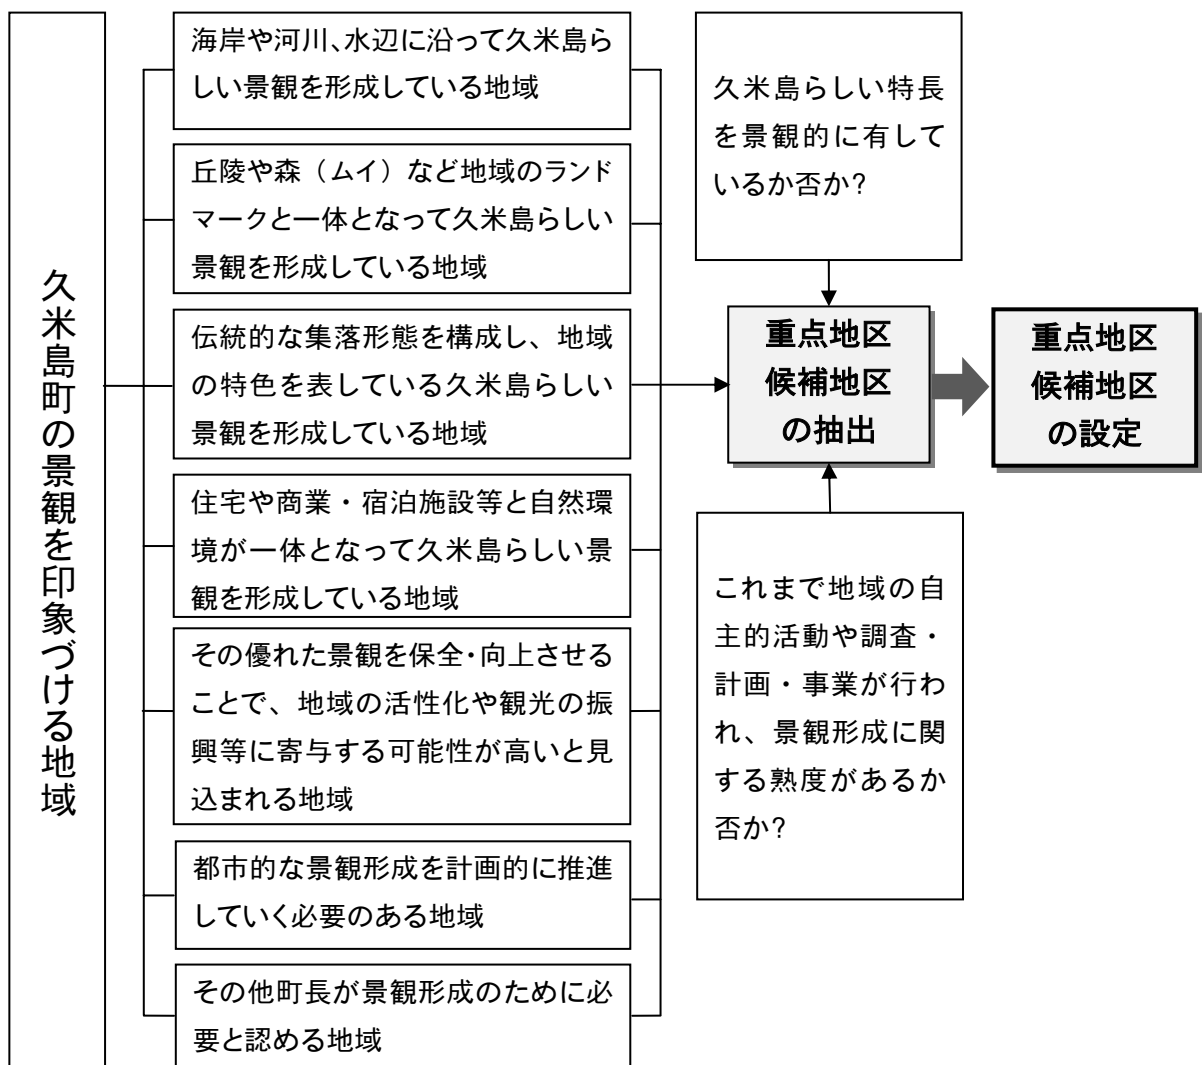 久米島町の景観を印象づける地域
海岸や河川、水辺に沿って久米島ら
しい景観を形成している地域
丘陵や森（ムイ）など地域のランド
マークと一体となって久米島らしい
景観を形成している地域
伝統的な集落形態を構成し、地域
の特色を表している久米島らしい
景観を形成している地域
住宅や商業・宿泊施設等と自然環
境が一体となって久米島らしい景
観を形成している地域
その優れた景観を保全・向上させる
ことで、地域の活性化や観光の振
興等に寄与する可能性が高いと見
込まれる地域
都市的な景観形成を計画的に推進
していく必要のある地域
その他町長が景観形成のために必
要と認める地域
久米島らしい特長
を景観的に有して
いるか否か?
重点地区
候補地区
の抽出
これまで地域の自
主的活動や調査・
計画・事業が行わ
れ、景観形成に関
する熟度があるか
否か?
重点地区
候補地区
の設定